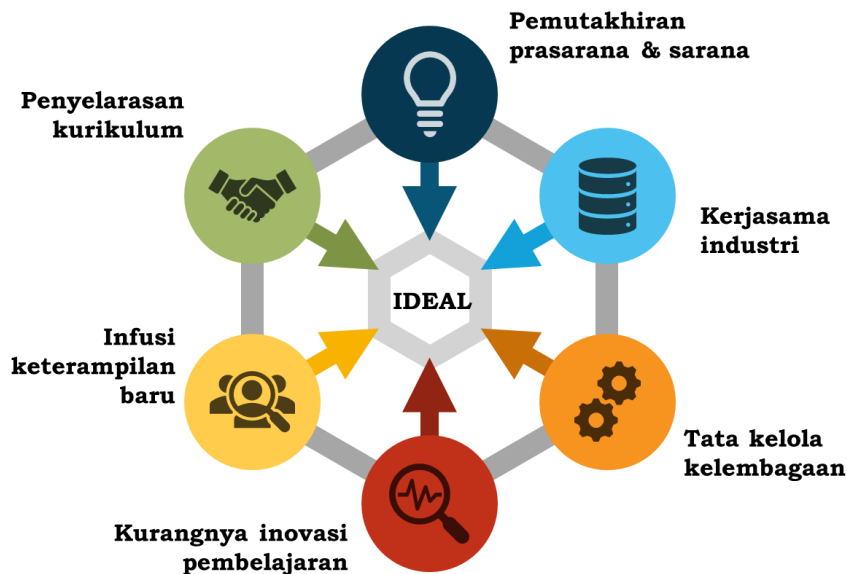 Pemutakhiran
prasarana & sarana
Penyelarasan
kurikulum
Kerjasama
industri
IDEAL
Infusi
keterampilan
baru
Tata kelola
kelembagaan
Kurangnya inovasi
pembelajaran